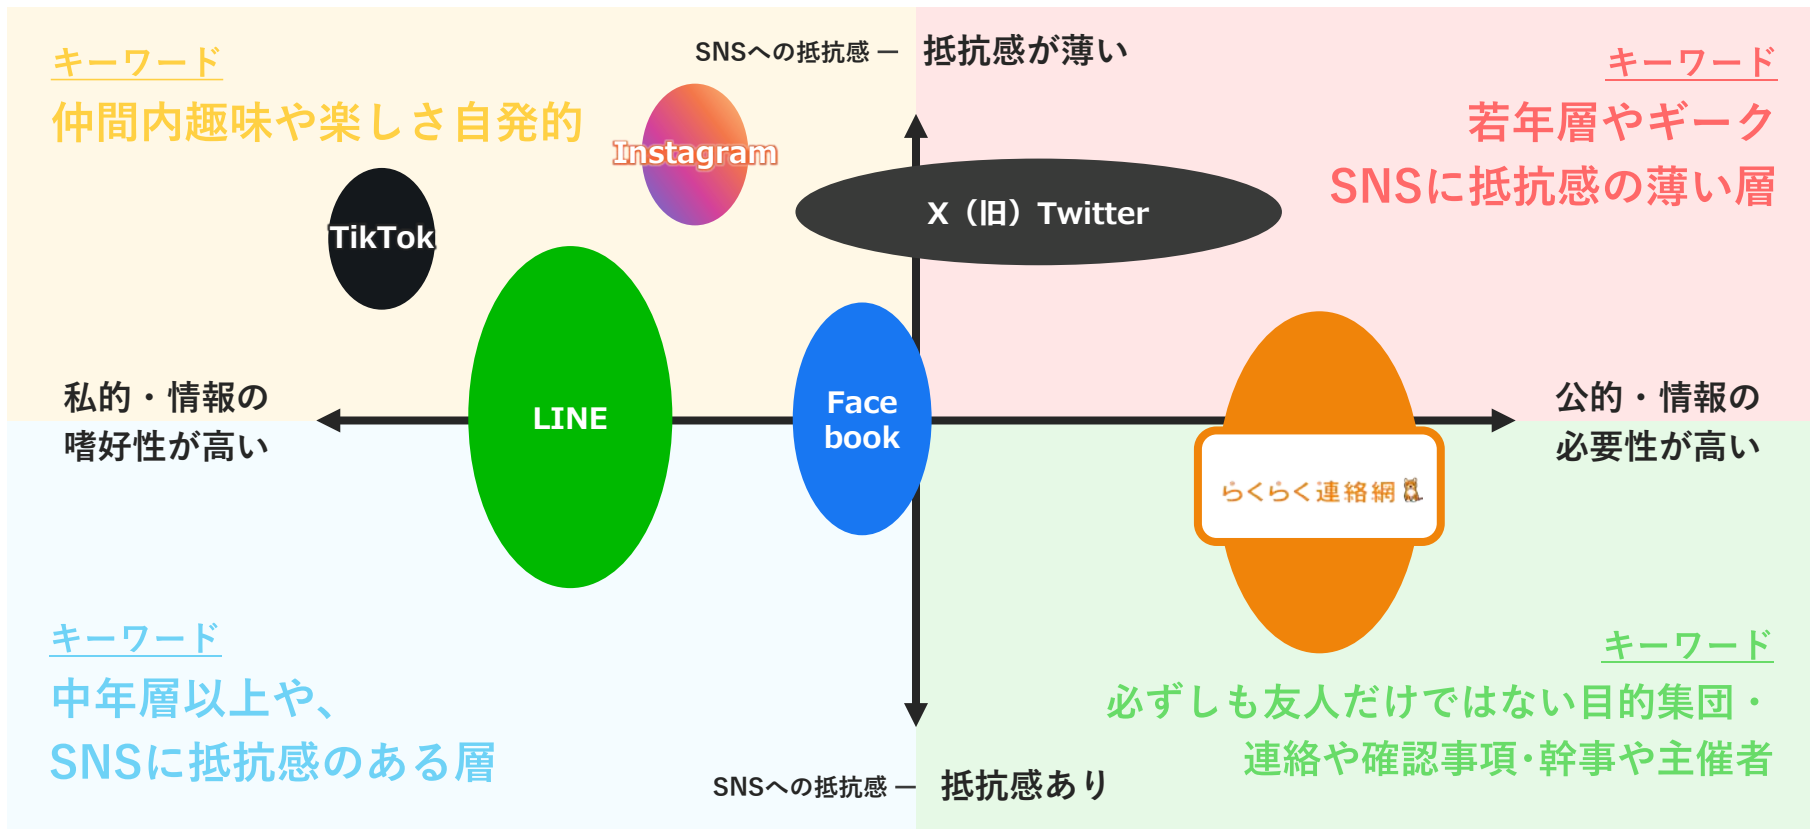 SNSへの抵抗感 ー 抵抗感が薄い
キーワード
仲間内趣味や楽しさ自発的
キーワード
若年層やギーク
SNSに抵抗感の薄い層
Instagram
TikTok
X（旧）Twitter
LINE
Face
book
私的・情報の
嗜好性が高い
公的・情報の
必要性が高い
らくらく連絡網
キーワード
中年層以上や、
SNSに抵抗感のある層
キーワード
必ずしも友人だけではない目的集団・
連絡や確認事項･幹事や主催者
SNSへの抵抗感 ー 抵抗感あり